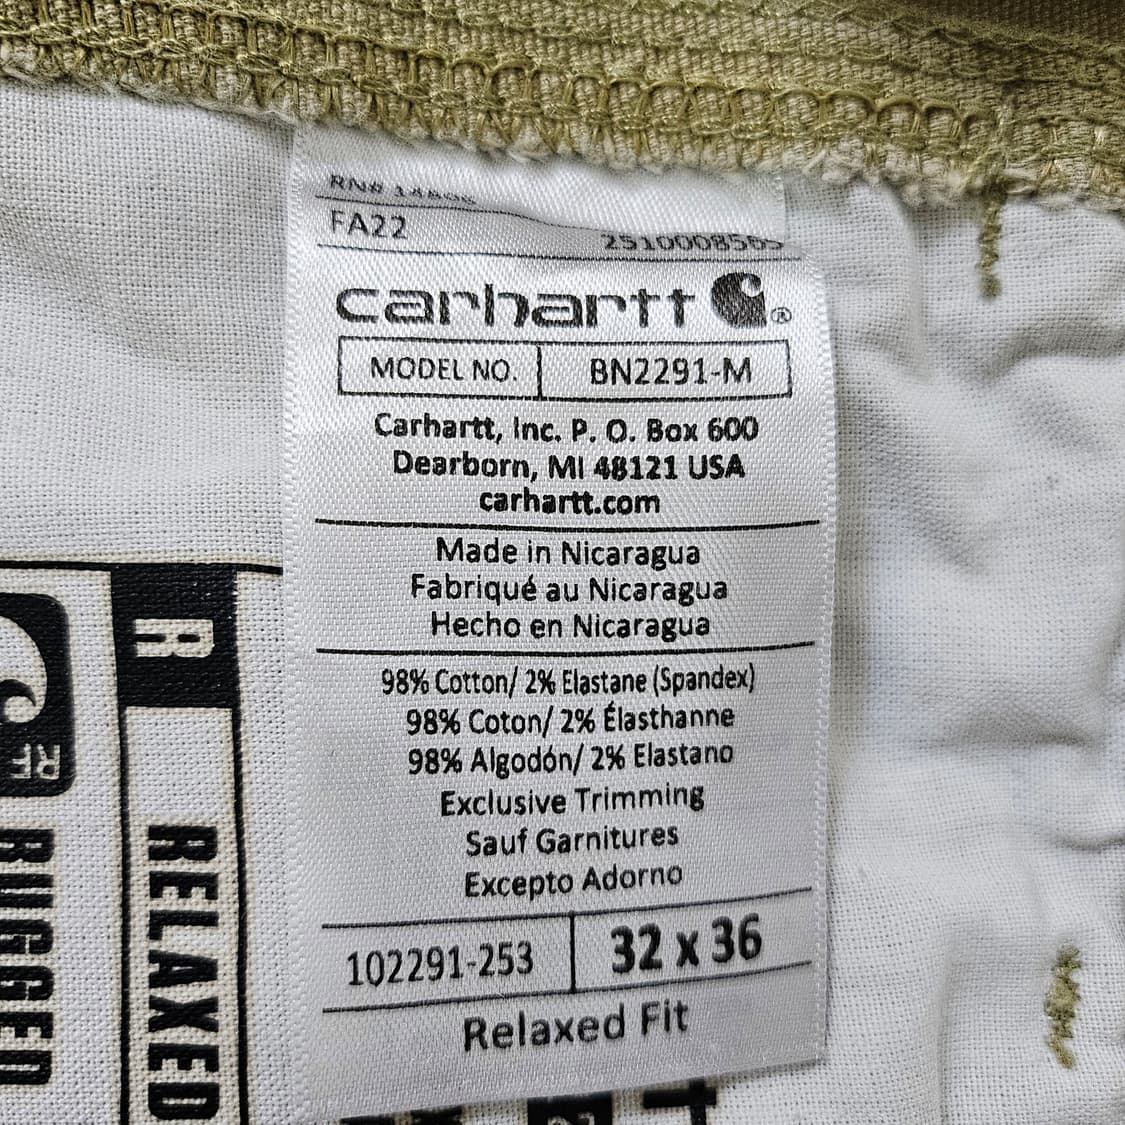 RN#
FA22
carhartt ®
MODEL NO. BN2291-M
Carhartt, Inc. P. O. Box 600
Dearborn, MI 48121 USA
carhartt.com
Made in Nicaragua
Fabriqué au Nicaragua
Hecho en Nicaragua
98% Cotton/ 2% Elastane (Spandex)
98% Coton/ 2% Élasthanne
98% Algodón/ 2% Elastano
Exclusive Trimming
Sauf Garnitures
Excepto Adorno
102291-253 32 x 36
Relaxed Fit
R
RELAXED
RF
RUGGED